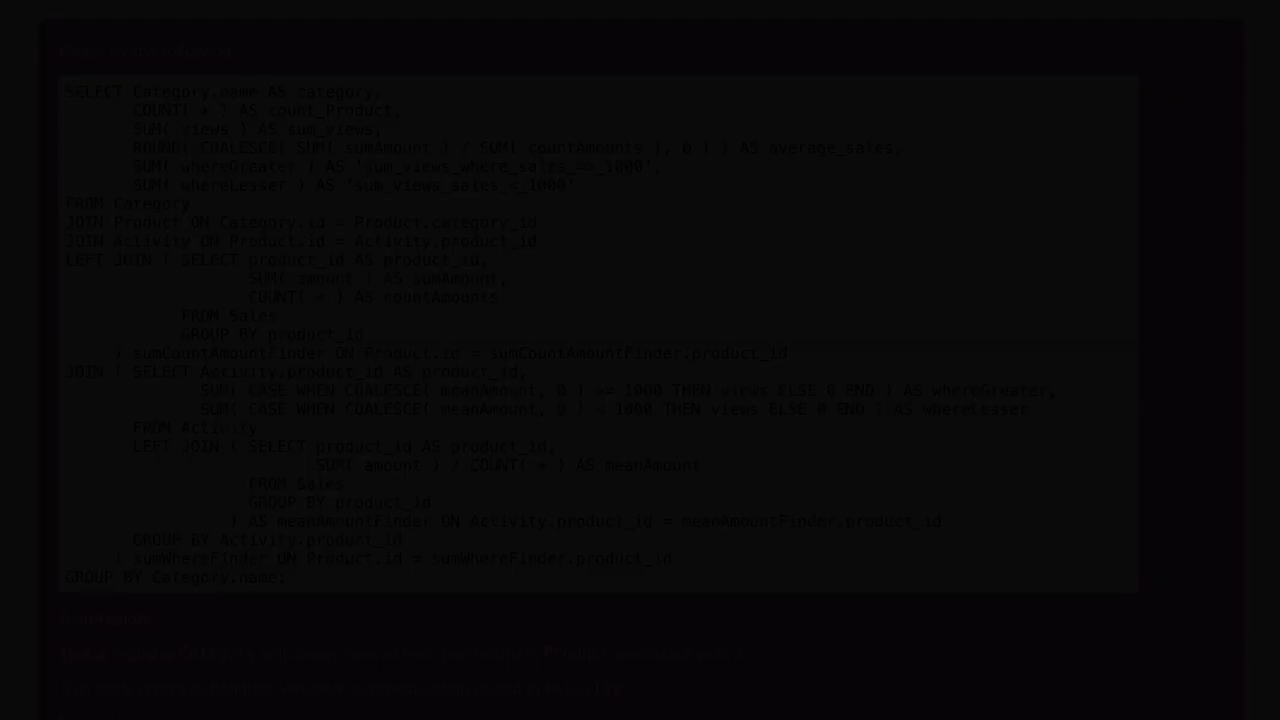 SELECT Category.name AS category,
COUNT( * ) AS count_Product,
SUM( views ) AS sum_views,
ROUND( COALESCE( SUM( sumAmount ) / SUM( countAmounts ), 0 ) ) AS average_sales,
SUM( whereGreater ) AS 'sum_views_where_sales_>=_1000',
SUM( whereLesser ) AS 'sum_views_sales_<_1000'
FROM Category
JOIN Product ON Category.id = Product.category_id
JOIN Activity ON Product.id = Activity.product_id
LEFT JOIN ( SELECT product_id AS product_id,
SUM( amount ) AS sumAmount,
COUNT( * ) AS countAmounts
FROM Sales
GROUP BY product_id
) sumCountAmountFinder ON Product.id = sumCountAmountFinder.product_id
JOIN ( SELECT Activity.product_id AS product_id,
SUM( CASE WHEN COALESCE( meanAmount, 0 ) >= 1000 THEN views ELSE 0 END ) AS whereGreater,
SUM( CASE WHEN COALESCE( meanAmount, 0 ) < 1000 THEN views ELSE 0 END ) AS whereLesser
FROM Activity
LEFT JOIN ( SELECT product_id AS product_id,
SUM( amount ) / COUNT( * ) AS meanAmount
FROM Sales
GROUP BY product_id
) AS meanAmountFinder ON Activity.product_id = meanAmountFinder.product_id
GROUP BY Activity.product_id
) sumWhereFinder ON Product.id = sumWhereFinder.product_id
GROUP BY Category.name;